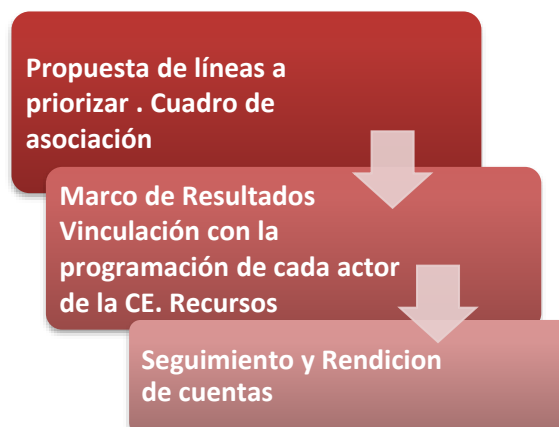 Propuesta de líneas a
priorizar . Cuadro de
asociación
Marco de Resultados
Vinculación con la
programación de cada actor
de la CE. Recursos
Seguimiento y Rendicion
de cuentas